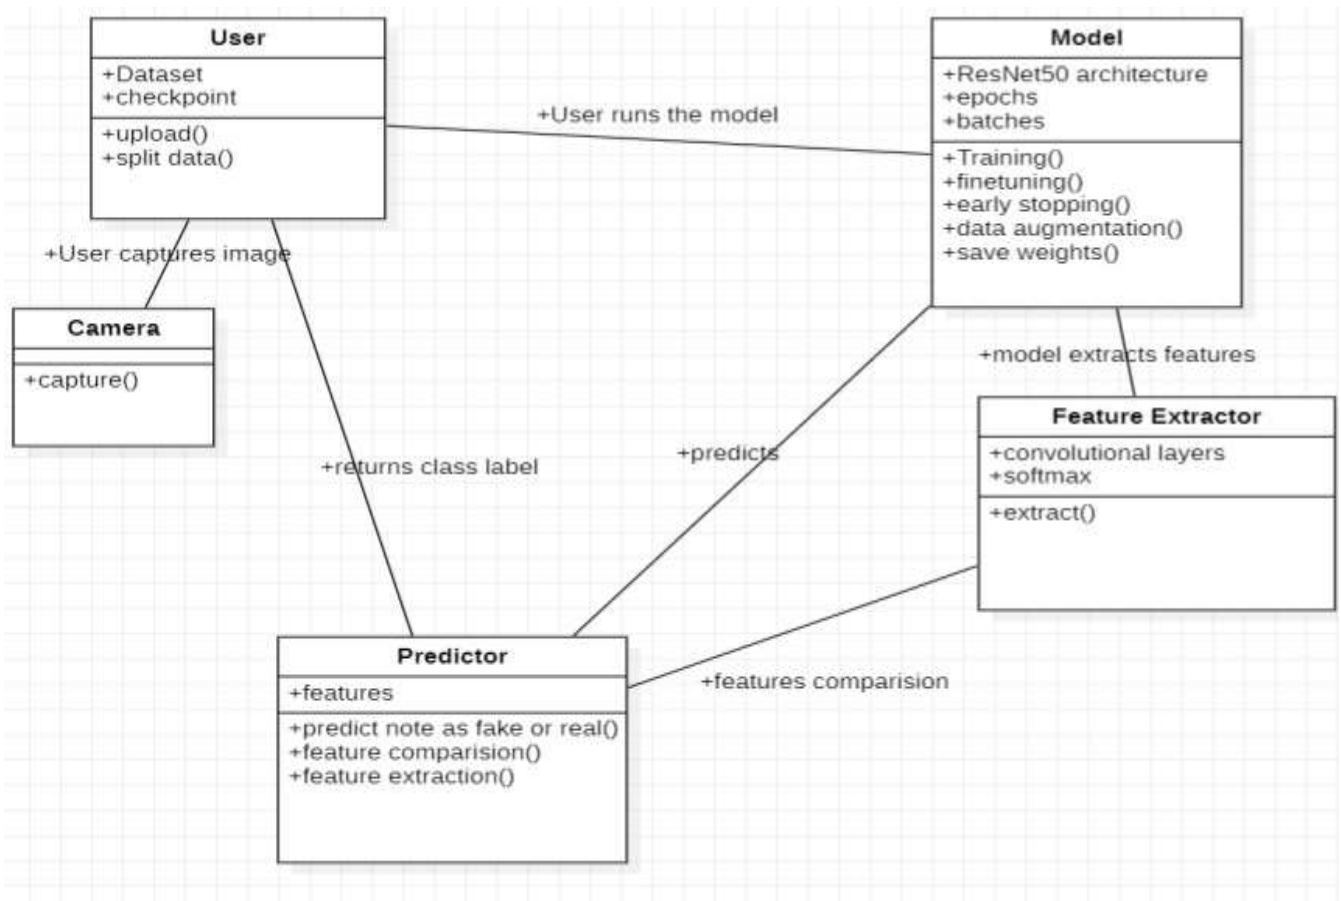 User
+Dataset
+checkpoint
+upload()
+split data()
+User runs the model
Model
+ResNet50 architecture
+epochs
+batches
+Training()
+finetuning()
+early stopping()
+data augmentation()
+save weights()
+User captures image
Camera
+capture()
+model extracts features
Feature Extractor
+convolutional layers
+softmax
+extract()
+returns class label
+predicts
Predictor
+features
+predict note as fake or real()
+feature comparision()
+feature extraction()
+features comparision